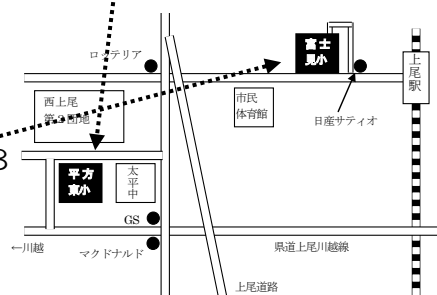 ロッテリア
富士
見小
上尾駅
西上尾
第3団地
市民
体育館
日産サティオ
8
平方
東小
太平中
GS
←川越
マクドナルド
県道上尾川越線
上尾道路